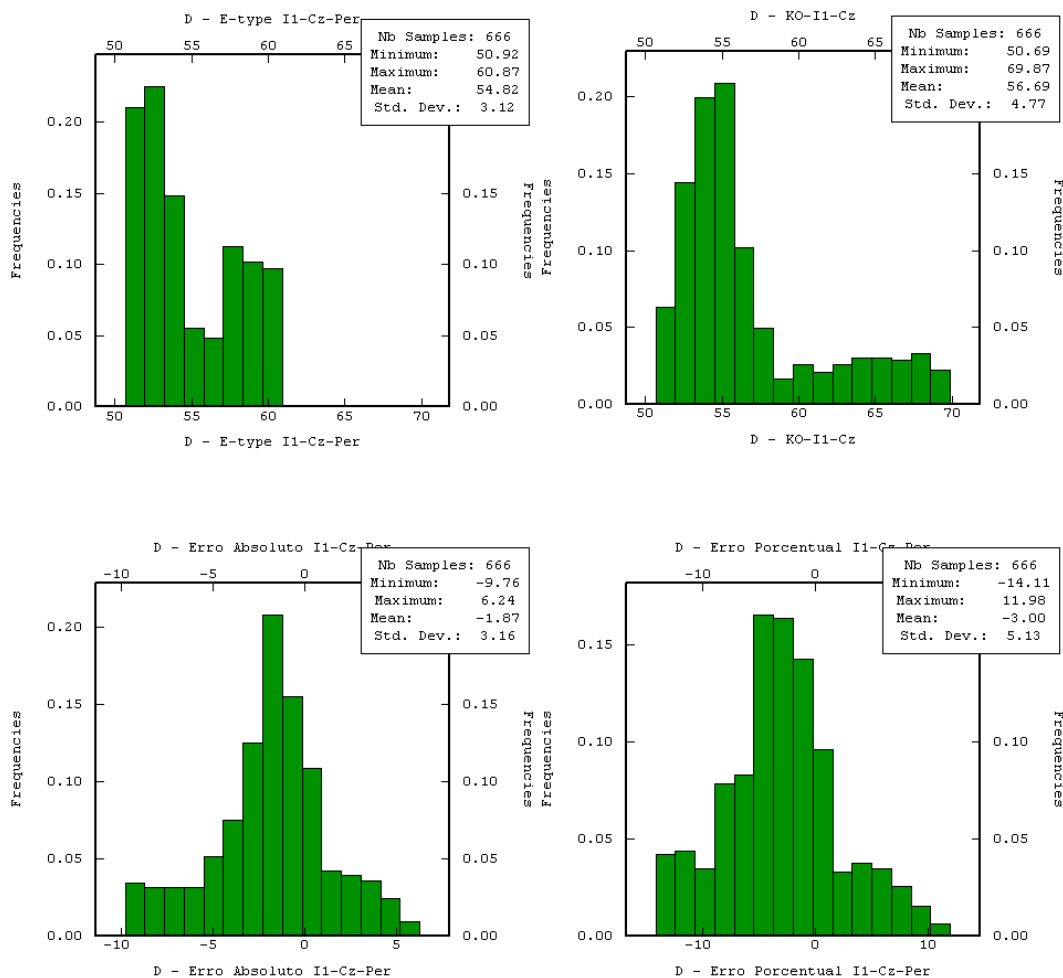 D - E-type I1-Cz-Per
50 55 60 65
Nb Samples: 666
Minimum: 50.92
Maximum: 60.87
Mean: 54.82
Std. Dev.: 3.12
Frequencies
0.20
0.15
0.10
0.05
0.00
0.15
0.10
0.05
0.00
Frequencies
50 55 60 65 70
D - E-type I1-Cz-Per
D - KO-I1-Cz
50 55 60 65
Nb Samples: 666
Minimum: 50.69
Maximum: 69.87
Mean: 56.69
Std. Dev.: 4.77
Frequencies
0.20
0.15
0.10
0.05
0.00
0.15
0.10
0.05
0.00
Frequencies
50 55 60 65 70
D - KO-I1-Cz
D - Erro Absoluto I1-Cz-Per
-10 -5 0
Nb Samples: 666
Minimum: -9.76
Maximum: 6.24
Mean: -1.87
Std. Dev.: 3.16
Frequencies
0.20
0.15
0.10
0.05
0.00
0.15
0.10
0.05
0.00
Frequencies
-10 -5 0 5
D - Erro Absoluto I1-Cz-Per
D - Erro Porcentual I1-Cz-Per
-10 0
Nb Samples: 666
Minimum: -14.11
Maximum: 11.98
Mean: -3.00
Std. Dev.: 5.13
Frequencies
0.15
0.10
0.05
0.00
0.10
0.05
0.00
Frequencies
-10 0 10
D - Erro Porcentual I1-Cz-Per